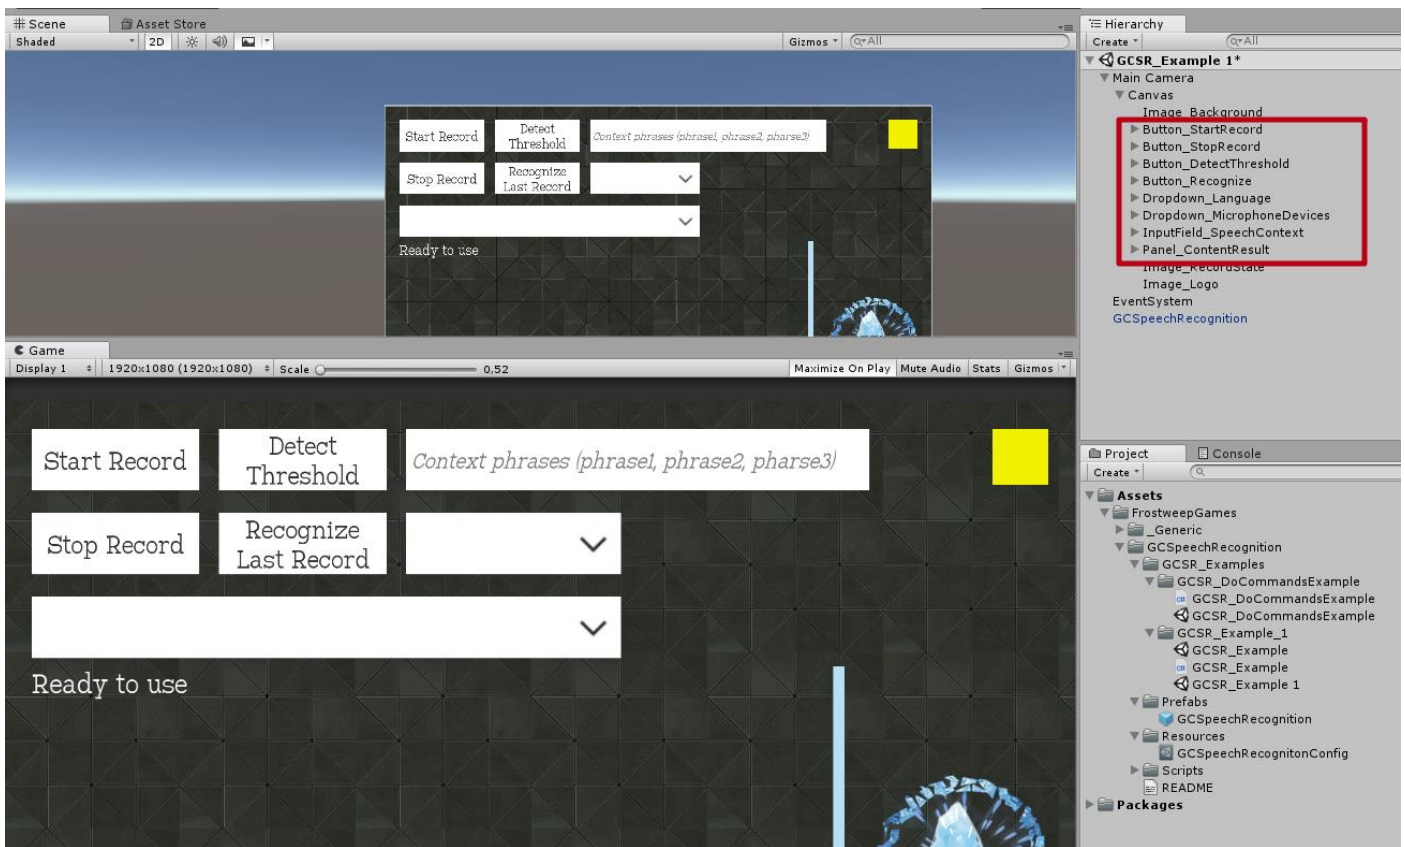 Scene
Asset Store
Shaded
2D
Gizmos
All
Start Record
Detect
Threshold
Context phrases (phrase1, phrase2, pharse3)
Stop Record
Recognize
Last Record
Ready to use
Game
Display 1
1920x1080 (1920x1080)
Scale
0,52
Maximize On Play
Mute Audio
Stats
Gizmos
Start Record
Detect
Threshold
Context phrases (phrase1, phrase2, pharse3)
Stop Record
Recognize
Last Record
Ready to use
Hierarchy
Create
All
GCSR_Example 1*
Main Camera
Canvas
Image_Background
Button_StartRecord
Button_StopRecord
Button_DetectThreshold
Button_Recognize
Dropdown_Language
Dropdown_MicrophoneDevices
InputField_SpeechContext
Panel_ContentResult
Image_RecordState
Image_Logo
EventSystem
GCSpeechRecognition
Project
Console
Create
Assets
FrostweepGames
_Generic
GCSpeechRecognition
GCSR_Examples
GCSR_DoCommandsExample
GCSR_DoCommandsExample
GCSR_DoCommandsExample
GCSR_Example_1
GCSR_Example
GCSR_Example
GCSR_Example 1
Prefabs
GCSpeechRecognition
Resources
GCSpeechRecognitonConfig
Scripts
README
Packages